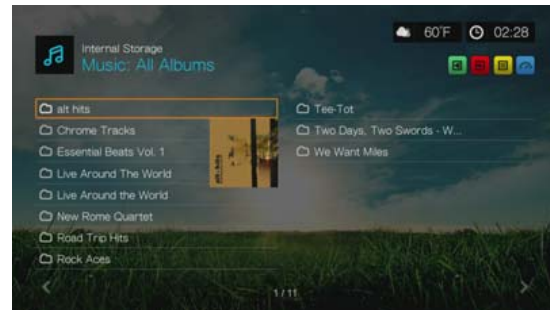 60°F 02:28
Internal Storage
Music: All Albums
alt hits
Chrome Tracks
Essential Beats Vol. 1
Live Around The World
Live Around the World
New Rome Quartet
Road Trip Hits
Rock Aces
Tee-Tot
Two Days, Two Swords - W...
We Want Miles
alt-hits
1 / 11